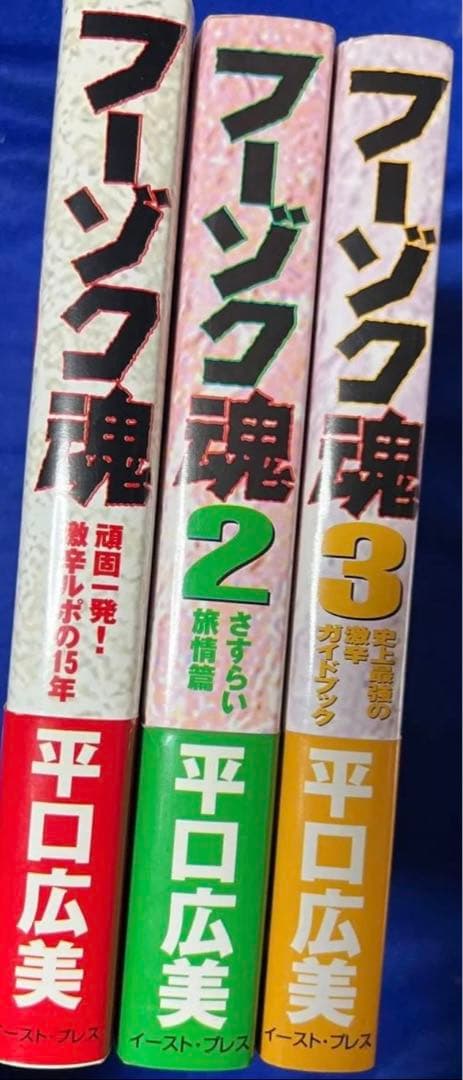 フーゾク魂
頑固一発!
激辛ルポの15年
平口広美
イースト・プレス
フーゾク魂
2
さすらい
旅情篇
平口広美
イースト・プレス
フーゾク魂
3
史上最強の
激辛
ガイドブック
平口広美
イースト・プレス